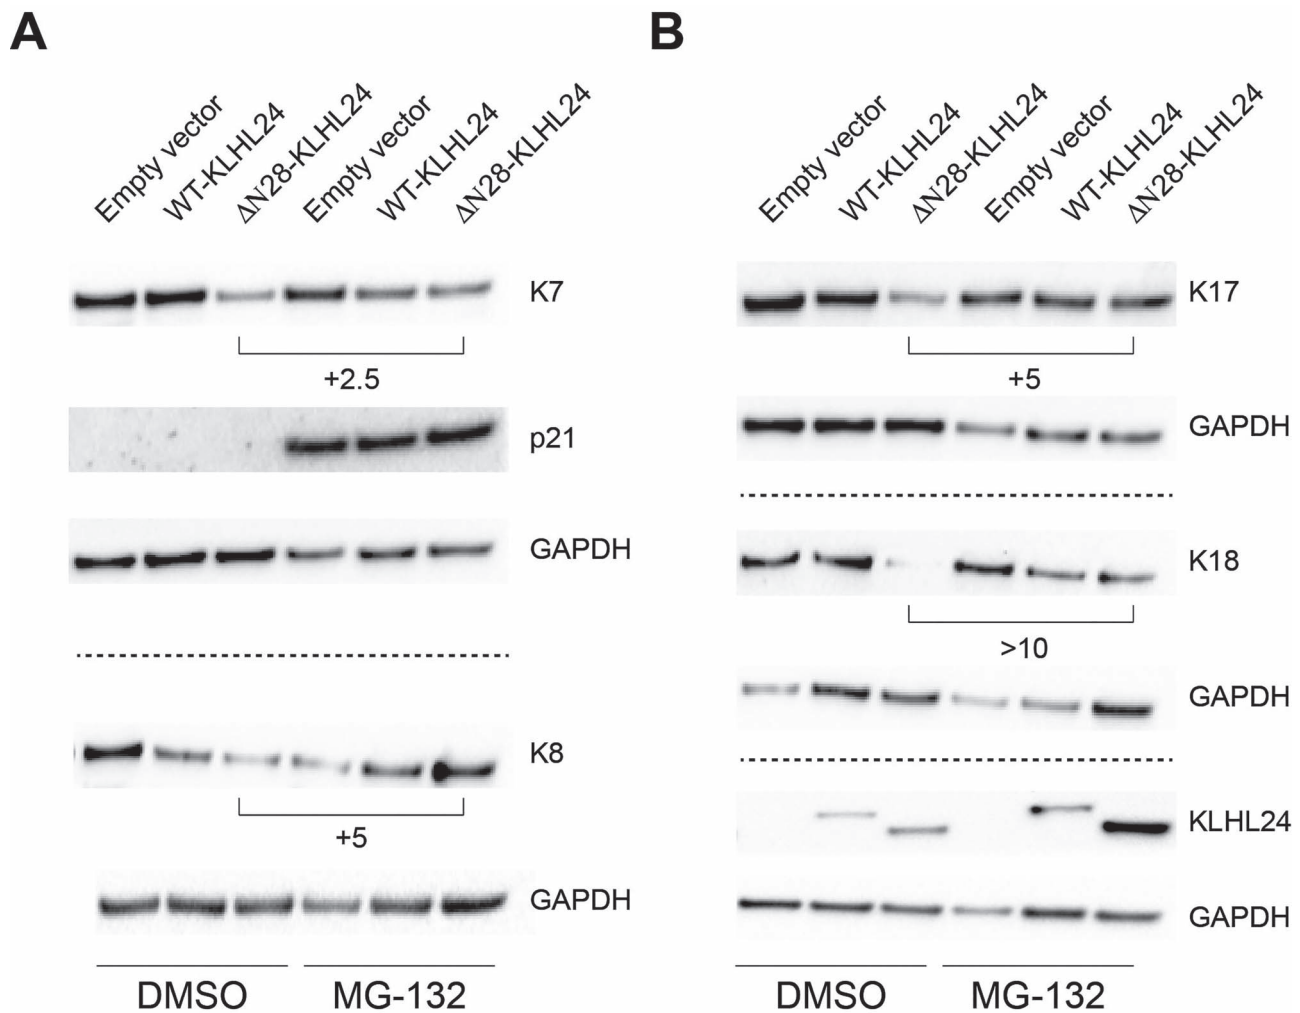 A
Empty vector
WT-KLHL24
ΔN28-KLHL24
Empty vector
WT-KLHL24
ΔN28-KLHL24
K7
+2.5
p21
GAPDH
K8
+5
GAPDH
DMSO
MG-132
B
Empty vector
WT-KLHL24
ΔN28-KLHL24
Empty vector
WT-KLHL24
ΔN28-KLHL24
K17
+5
GAPDH
K18
>10
GAPDH
KLHL24
GAPDH
DMSO
MG-132